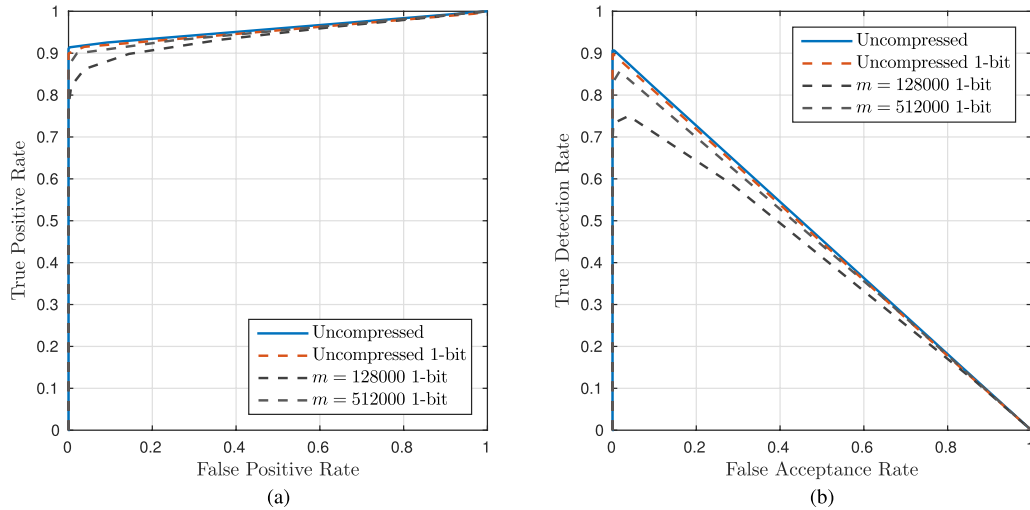 True Positive Rate
1
0.9
0.8
0.7
0.6
0.5
0.4
0.3
0.2
0.1
0
0 0.2 0.4 0.6 0.8 1
False Positive Rate
Uncompressed
Uncompressed 1-bit
m = 128000 1-bit
m = 512000 1-bit
(a)
True Detection Rate
1
0.9
0.8
0.7
0.6
0.5
0.4
0.3
0.2
0.1
0
0 0.2 0.4 0.6 0.8 1
False Acceptance Rate
Uncompressed
Uncompressed 1-bit
m = 128000 1-bit
m = 512000 1-bit
(b)